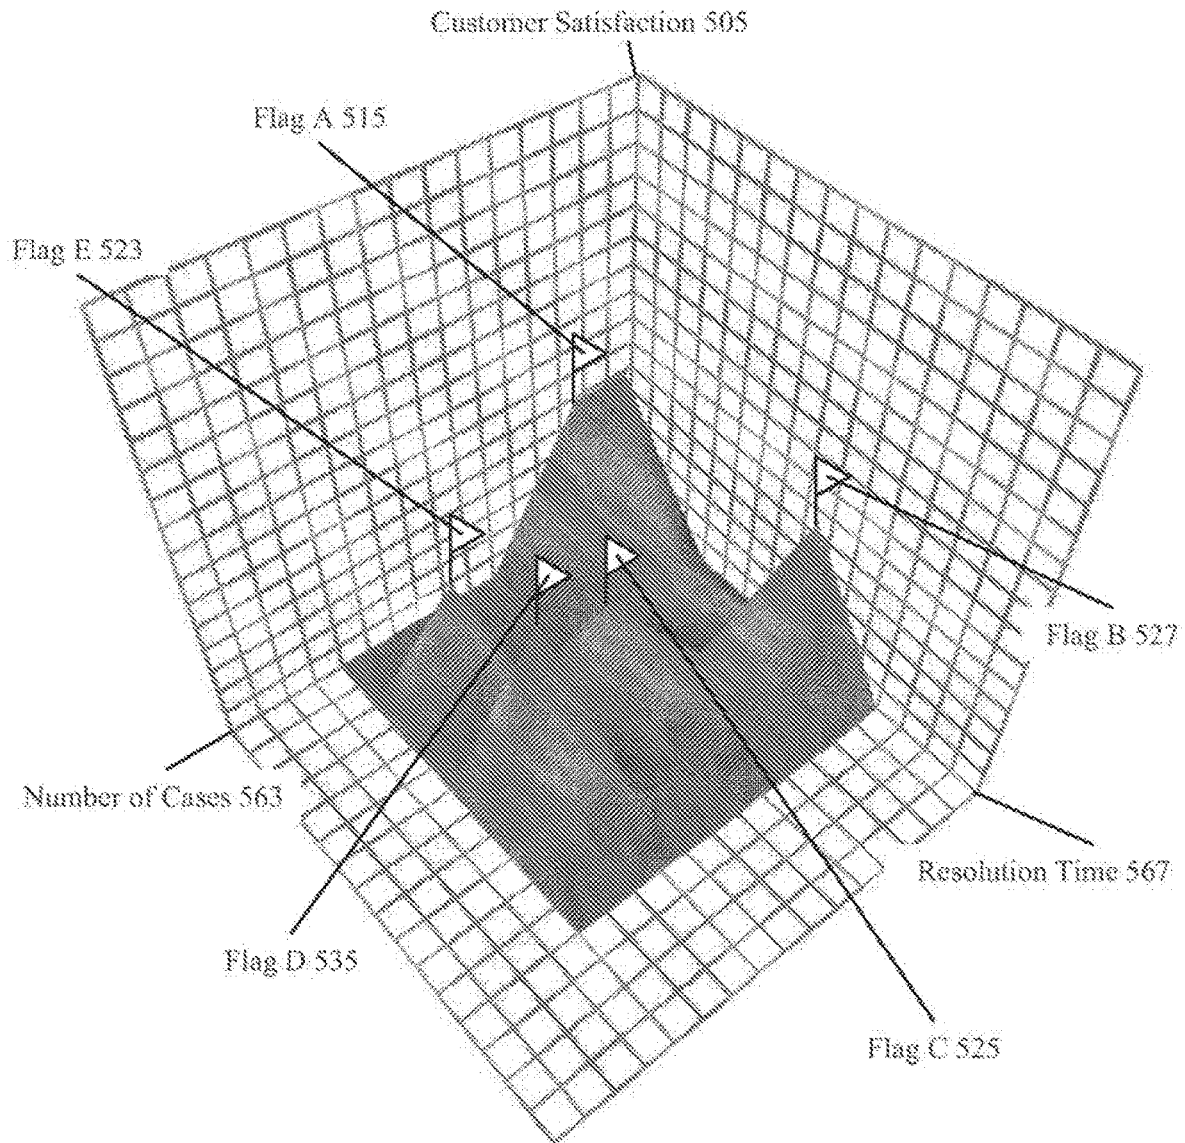 Customer Satisfaction 505
Flag A 515
Flag E 523
Flag B 527
Number of Cases 563
Resolution Time 567
Flag D 535
Flag C 525